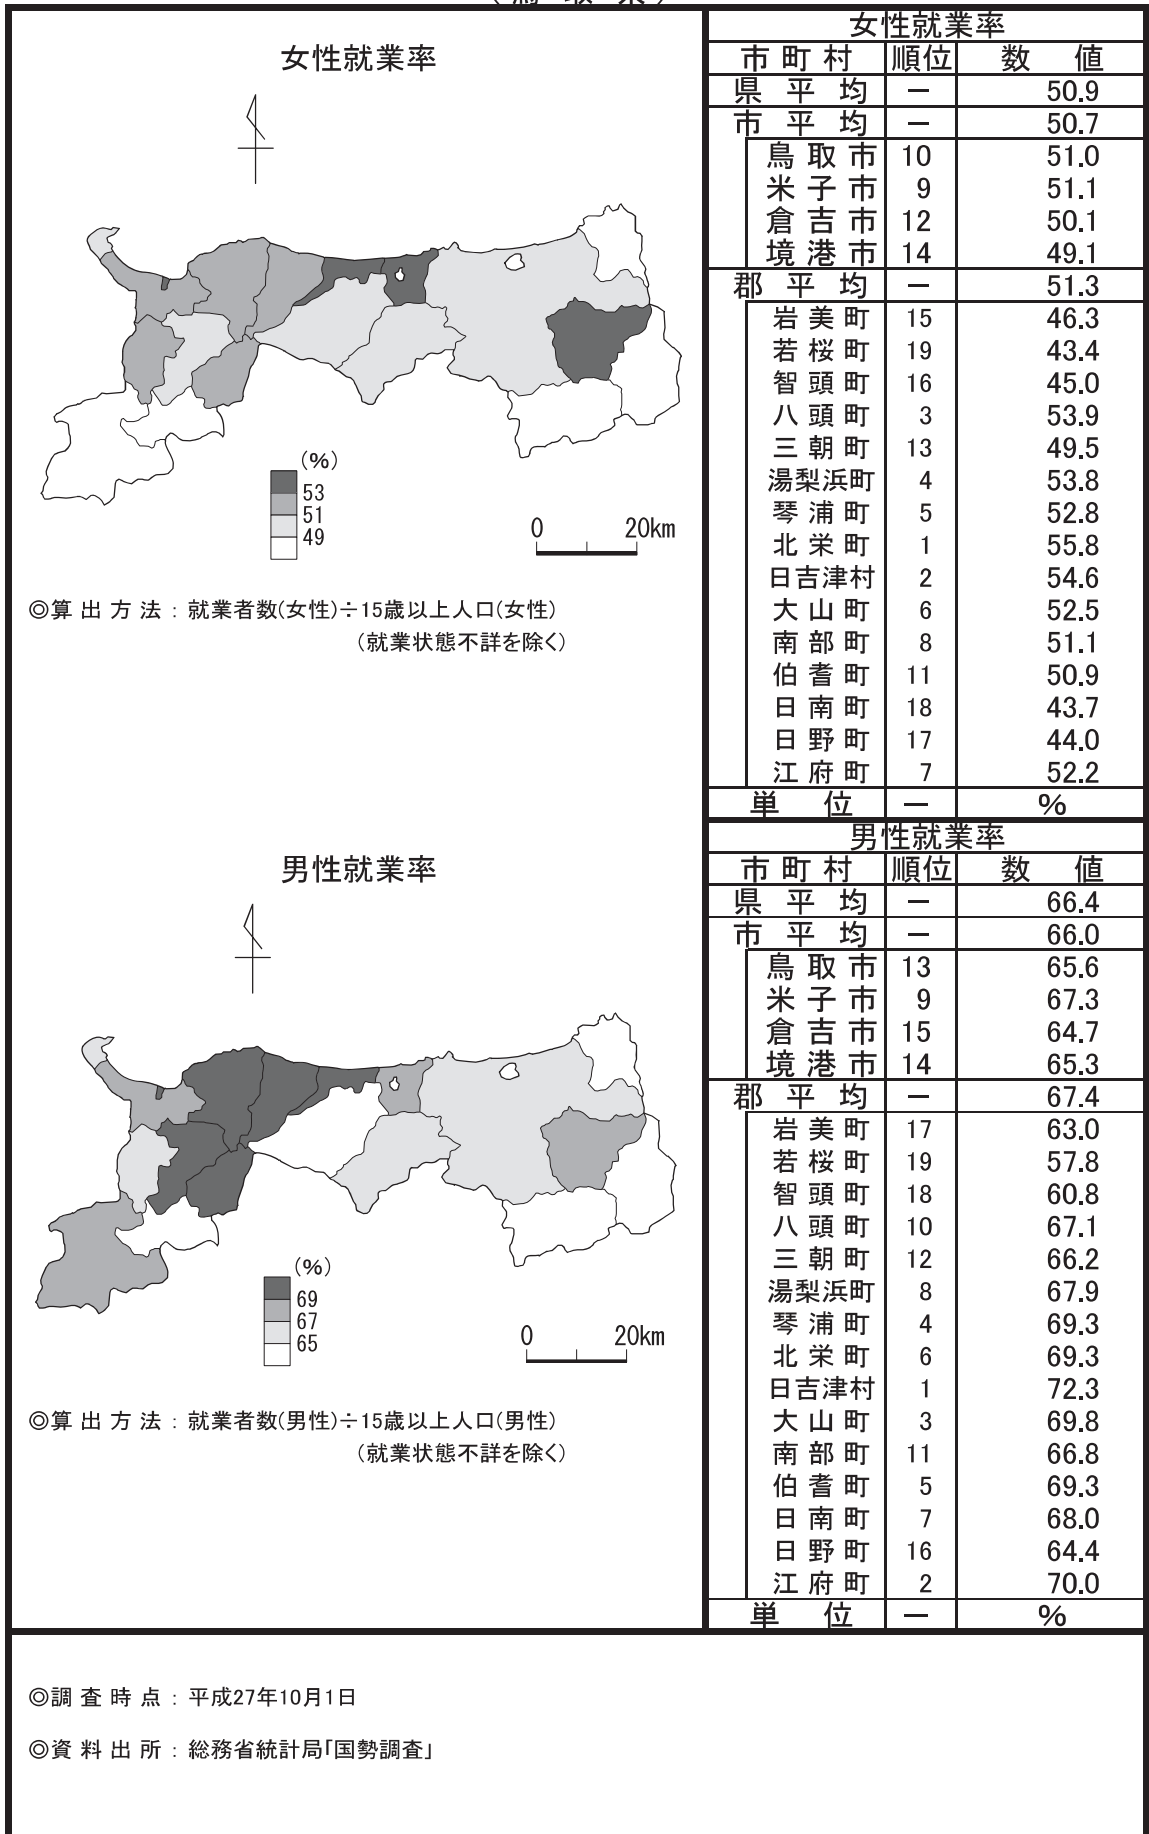 (鳥 取 県)
女性就業率
(%)
53
51
49
0 20km
◎算 出 方 法 : 就業者数(女性)÷15歳以上人口(女性)
(就業状態不詳を除く)
女性就業率
市 町 村 順位 数 値
県 平 均 － 50.9
市 平 均 － 50.7
鳥 取 市 10 51.0
米 子 市 9 51.1
倉 吉 市 12 50.1
境 港 市 14 49.1
郡 平 均 － 51.3
岩 美 町 15 46.3
若 桜 町 19 43.4
智 頭 町 16 45.0
八 頭 町 3 53.9
三 朝 町 13 49.5
湯梨浜町 4 53.8
琴 浦 町 5 52.8
北 栄 町 1 55.8
日吉津村 2 54.6
大 山 町 6 52.5
南 部 町 8 51.1
伯 耆 町 11 50.9
日 南 町 18 43.7
日 野 町 17 44.0
江 府 町 7 52.2
単 位 － %
男性就業率
(%)
69
67
65
0 20km
◎算 出 方 法 : 就業者数(男性)÷15歳以上人口(男性)
(就業状態不詳を除く)
男性就業率
市 町 村 順位 数 値
県 平 均 － 66.4
市 平 均 － 66.0
鳥 取 市 13 65.6
米 子 市 9 67.3
倉 吉 市 15 64.7
境 港 市 14 65.3
郡 平 均 － 67.4
岩 美 町 17 63.0
若 桜 町 19 57.8
智 頭 町 18 60.8
八 頭 町 10 67.1
三 朝 町 12 66.2
湯梨浜町 8 67.9
琴 浦 町 4 69.3
北 栄 町 6 69.3
日吉津村 1 72.3
大 山 町 3 69.8
南 部 町 11 66.8
伯 耆 町 5 69.3
日 南 町 7 68.0
日 野 町 16 64.4
江 府 町 2 70.0
単 位 － %
◎調 査 時 点 : 平成27年10月1日
◎資 料 出 所 : 総務省統計局｢国勢調査｣